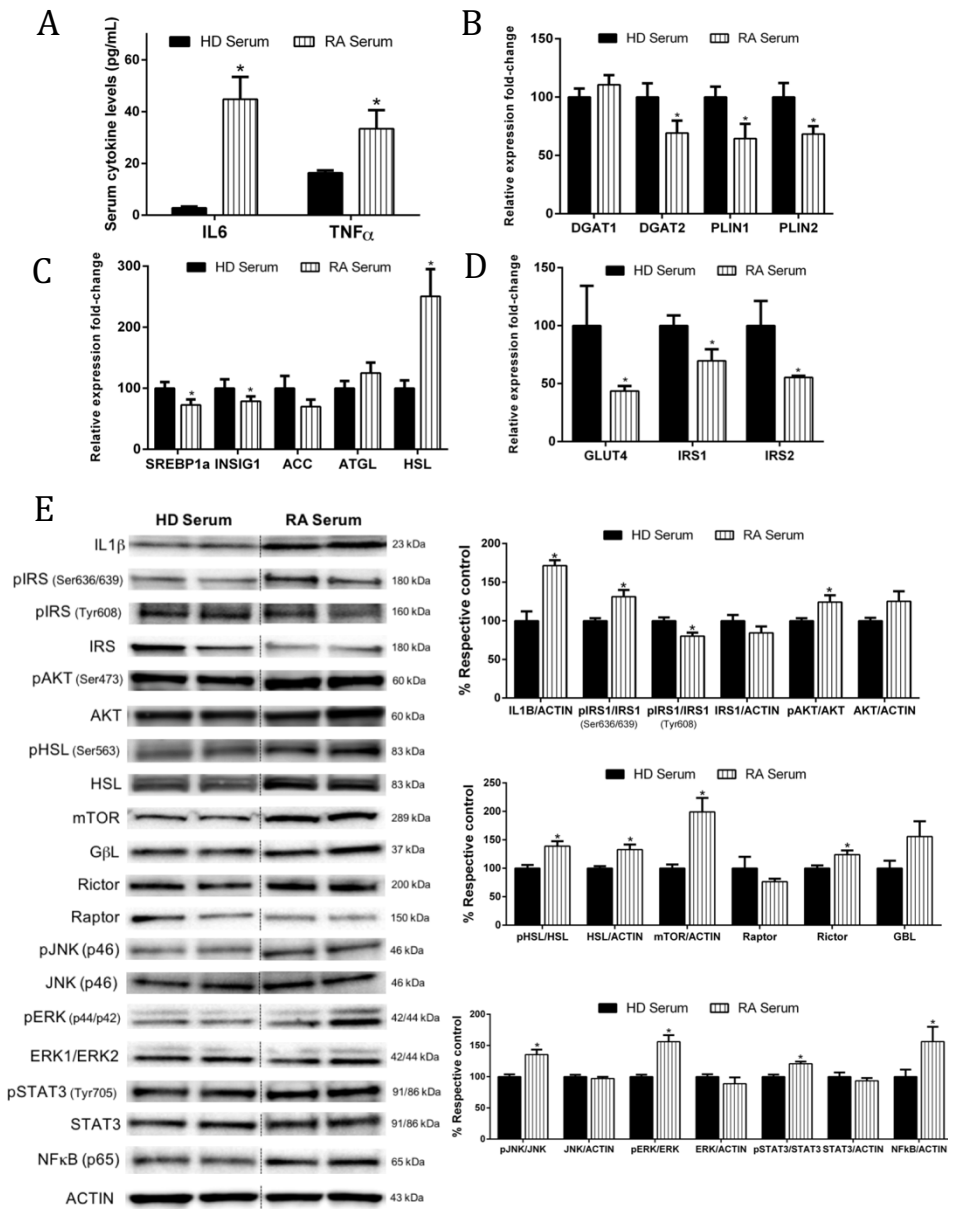 A
HD Serum RA Serum
Serum cytokine levels (pg/mL)
60
40
20
0
* *
IL6 TNFα
B
HD Serum RA Serum
Relative expression fold-change
150
100
50
0
* * *
DGAT1 DGAT2 PLIN1 PLIN2
C
HD Serum RA Serum
Relative expression fold-change
300
200
100
0
* * *
SREBP1a INSIG1 ACC ATGL HSL
D
HD Serum RA Serum
Relative expression fold-change
150
100
50
0
* * *
GLUT4 IRS1 IRS2
E
HD Serum RA Serum
IL1β 23 kDa
pIRS (Ser636/639) 180 kDa
pIRS (Tyr608) 160 kDa
IRS 180 kDa
pAKT (Ser473) 60 kDa
AKT 60 kDa
pHSL (Ser563) 83 kDa
HSL 83 kDa
mTOR 289 kDa
GβL 37 kDa
Rictor 200 kDa
Raptor 150 kDa
pJNK (p46) 46 kDa
JNK (p46) 46 kDa
pERK (p44/p42) 42/44 kDa
ERK1/ERK2 42/44 kDa
pSTAT3 (Tyr705) 91/86 kDa
STAT3 91/86 kDa
NFκB (p65) 65 kDa
ACTIN 43 kDa
HD Serum RA Serum
% Respective control
200
150
100
50
0
* * * *
IL1B/ACTIN pIRS1/IRS1 pIRS1/IRS1 IRS1/ACTIN pAKT/AKT AKT/ACTIN
(Ser636/639) (Tyr608)
HD Serum RA Serum
% Respective control
250
200
150
100
50
0
* * * *
pHSL/HSL HSL/ACTIN mTOR/ACTIN Raptor Rictor GBL
HD Serum RA Serum
% Respective control
200
150
100
50
0
* * * *
pJNK/JNK JNK/ACTIN pERK/ERK ERK/ACTIN pSTAT3/STAT3 STAT3/ACTIN NFkB/ACTIN